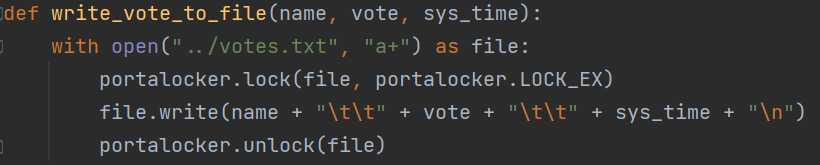 def write_vote_to_file(name, vote, sys_time):
    with open("../votes.txt", "a+") as file:
        portalocker.lock(file, portalocker.LOCK_EX)
        file.write(name + "\t\t" + vote + "\t\t" + sys_time + "\n")
        portalocker.unlock(file)